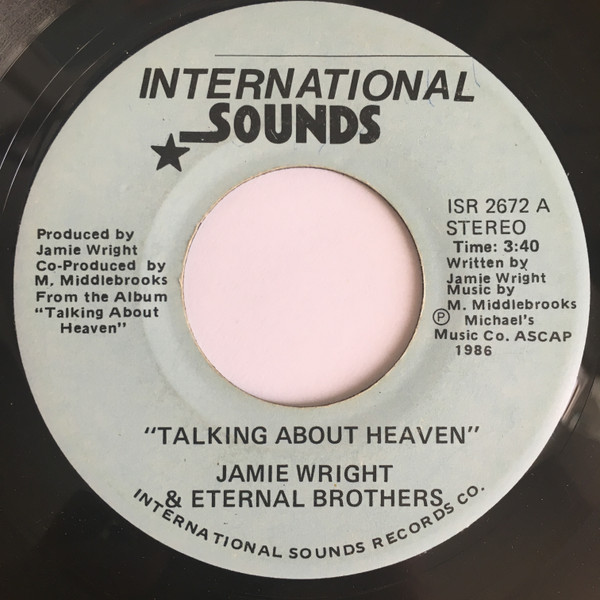 INTERNATIONAL
SOUNDS
Produced by
Jamie Wright
Co-Produced by
M. Middlebrooks
From the Album
"Talking About
Heaven"
ISR 2672 A
STEREO
Time: 3:40
Written by
Jamie Wright
Music by
M. Middlebrooks
Ⓟ Michael's
Music Co. ASCAP
1986
"TALKING ABOUT HEAVEN"
JAMIE WRIGHT
& ETERNAL BROTHERS
INTERNATIONAL SOUNDS RECORDS CO.